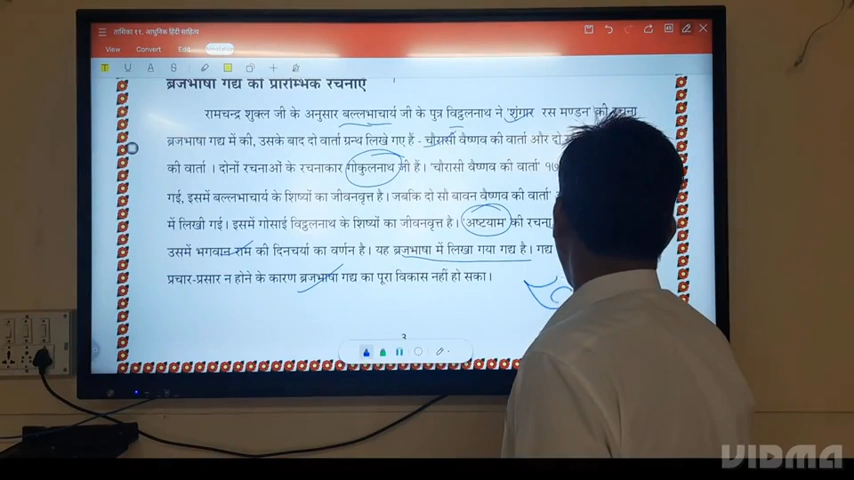 तासिका ११. आधुनिक हिंदी साहित्य
View Convert Edit
ब्रजभाषा गद्य की प्रारम्भिक रचनाएँ
रामचन्द्र शुक्ल जी के अनुसार बल्लभाचार्य जी के पुत्र विट्ठलनाथ ने 'शृंगार रस मण्डन' की रचना
ब्रजभाषा गद्य में की, उसके बाद दो वार्ता ग्रन्थ लिखे गए हैं - चौरासी वैष्णव की वार्ता और दो
की वार्ता । दोनों रचनाओं के रचनाकार गोकुलनाथ जी हैं। 'चौरासी वैष्णव की वार्ता' १७
गई, इसमें बल्लभाचार्य के शिष्यों का जीवनवृत्त है। जबकि दो सौ बावन वैष्णव की वार्ता'
में लिखी गई। इसमें गोसाई विट्ठलनाथ के शिष्यों का जीवनवृत्त है। 'अष्टयाम' की रचना
उसमें भगवान राम की दिनचर्या का वर्णन है। यह ब्रजभाषा में लिखा गया गद्य है। गद्य
प्रचार-प्रसार न होने के कारण ब्रजभाषा गद्य का पूरा विकास नहीं हो सका।
3
VIDMA